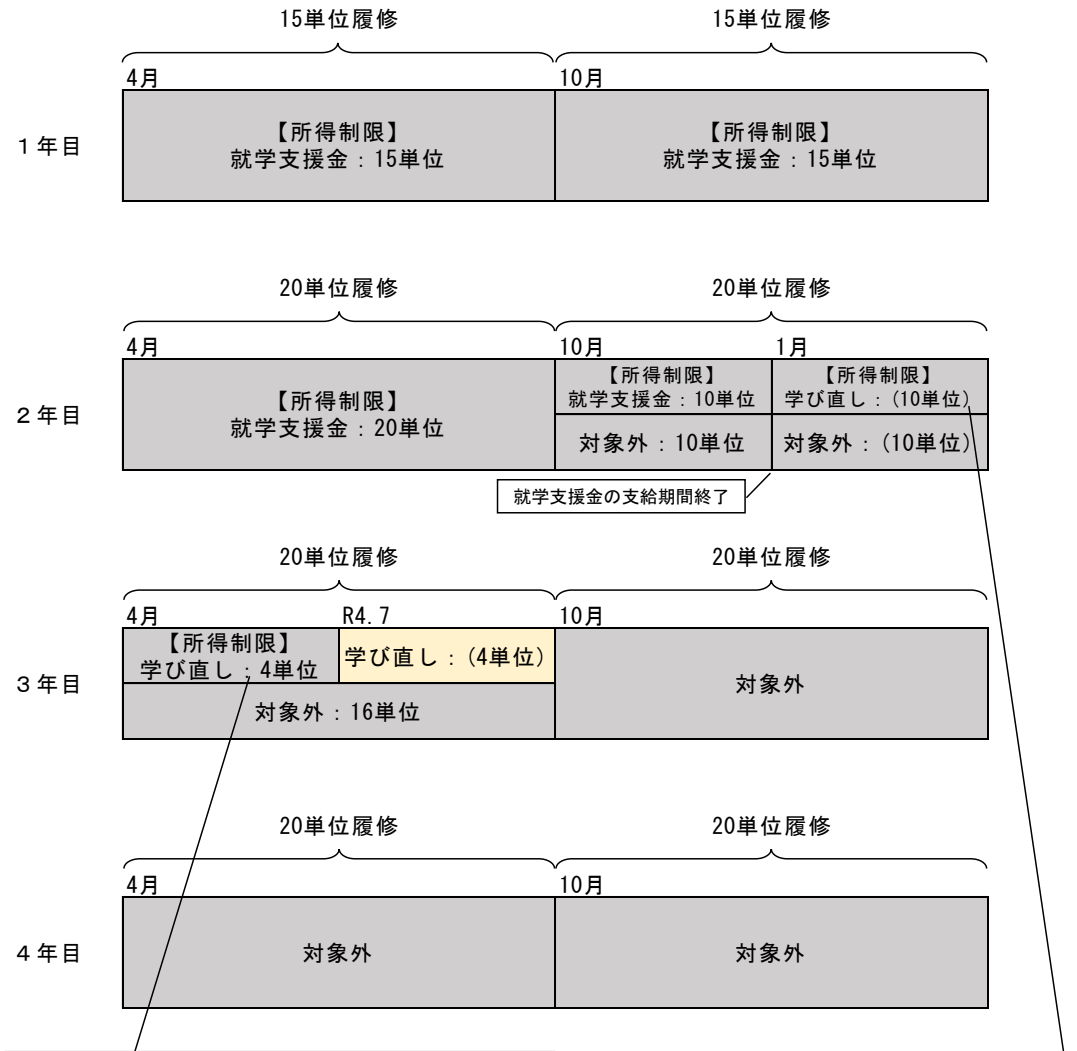 15単位履修 15単位履修
4月 10月
1年目
【所得制限】
就学支援金：15単位
【所得制限】
就学支援金：15単位
20単位履修 20単位履修
4月 10月 1月
2年目
【所得制限】
就学支援金：20単位
【所得制限】
就学支援金：10単位
【所得制限】
学び直し：(10単位)
対象外：10単位
対象外：(10単位)
就学支援金の支給期間終了
20単位履修 20単位履修
4月 R4.7 10月
3年目
【所得制限】
学び直し：4単位
学び直し：(4単位)
対象外：16単位
対象外
20単位履修 20単位履修
4月 10月
4年目
対象外
対象外